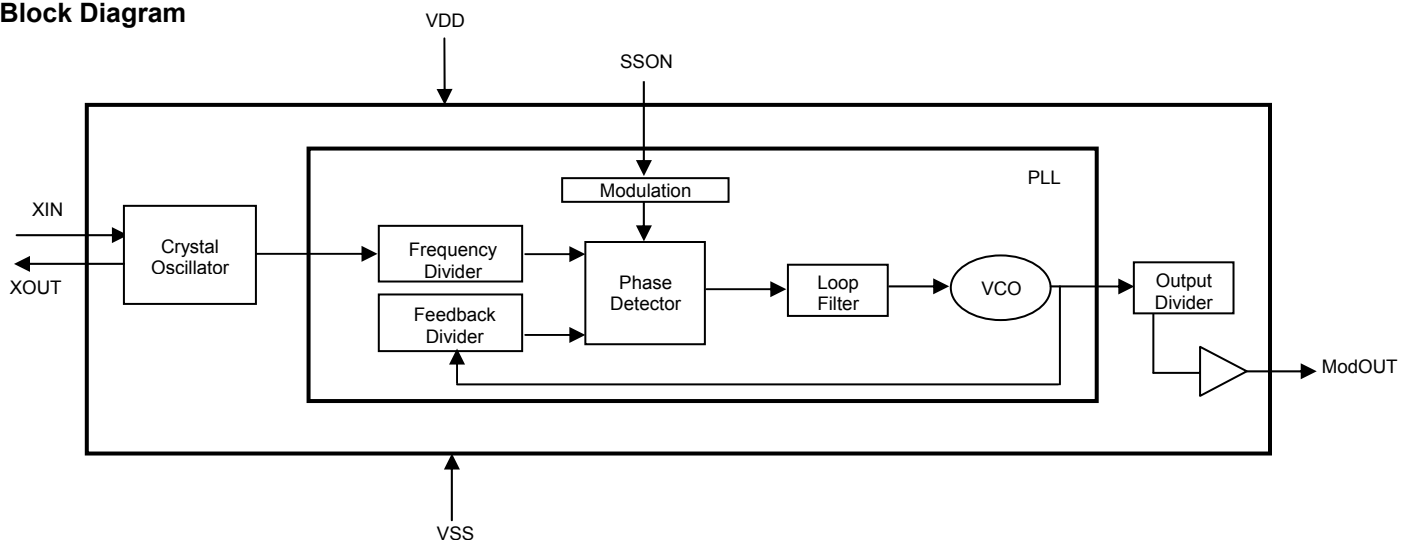 Block Diagram
VDD
SSON
PLL
Modulation
XIN
XOUT
Crystal
Oscillator
Frequency
Divider
Feedback
Divider
Phase
Detector
Loop
Filter
VCO
Output
Divider
ModOUT
VSS